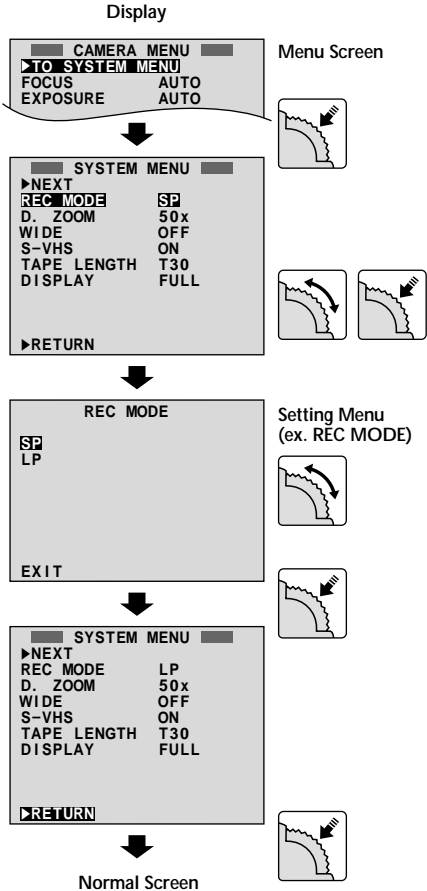 Display
CAMERA MENU
▶TO SYSTEM MENU
FOCUS AUTO
EXPOSURE AUTO
Menu Screen
SYSTEM MENU
▶NEXT
REC MODE SP
D. ZOOM 50x
WIDE OFF
S–VHS ON
TAPE LENGTH T30
DISPLAY FULL
▶RETURN
REC MODE
SP
LP
EXIT
Setting Menu
(ex. REC MODE)
SYSTEM MENU
▶NEXT
REC MODE LP
D. ZOOM 50x
WIDE OFF
S–VHS ON
TAPE LENGTH T30
DISPLAY FULL
▶RETURN
Normal Screen